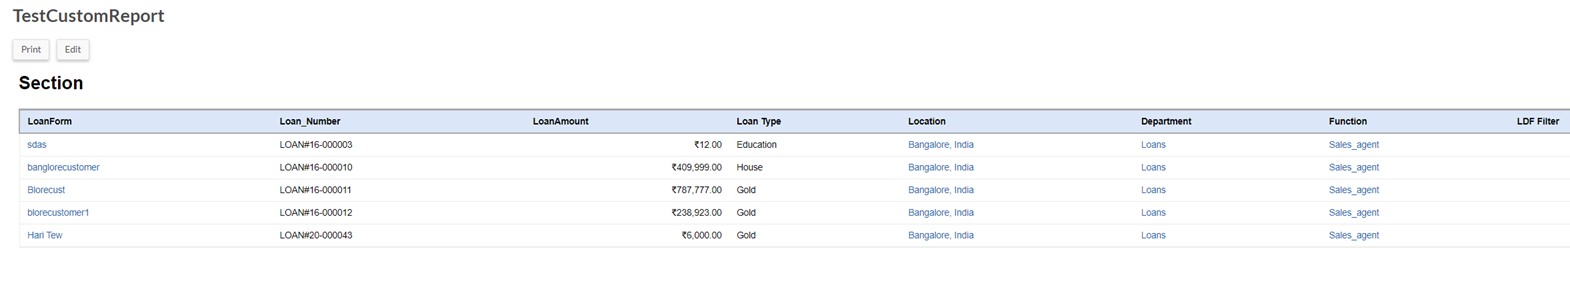 TestCustomReport
Print Edit
Section
LoanForm Loan_Number LoanAmount Loan Type Location Department Function LDF Filter
sdas LOAN#16-000003 ₹12.00 Education Bangalore, India Loans Sales_agent
banglorecustomer LOAN#16-000010 ₹409,999.00 House Bangalore, India Loans Sales_agent
Blorecust LOAN#16-000011 ₹787,777.00 Gold Bangalore, India Loans Sales_agent
blorecustomer1 LOAN#16-000012 ₹238,923.00 Gold Bangalore, India Loans Sales_agent
Hari Tew LOAN#20-000043 ₹6,000.00 Gold Bangalore, India Loans Sales_agent